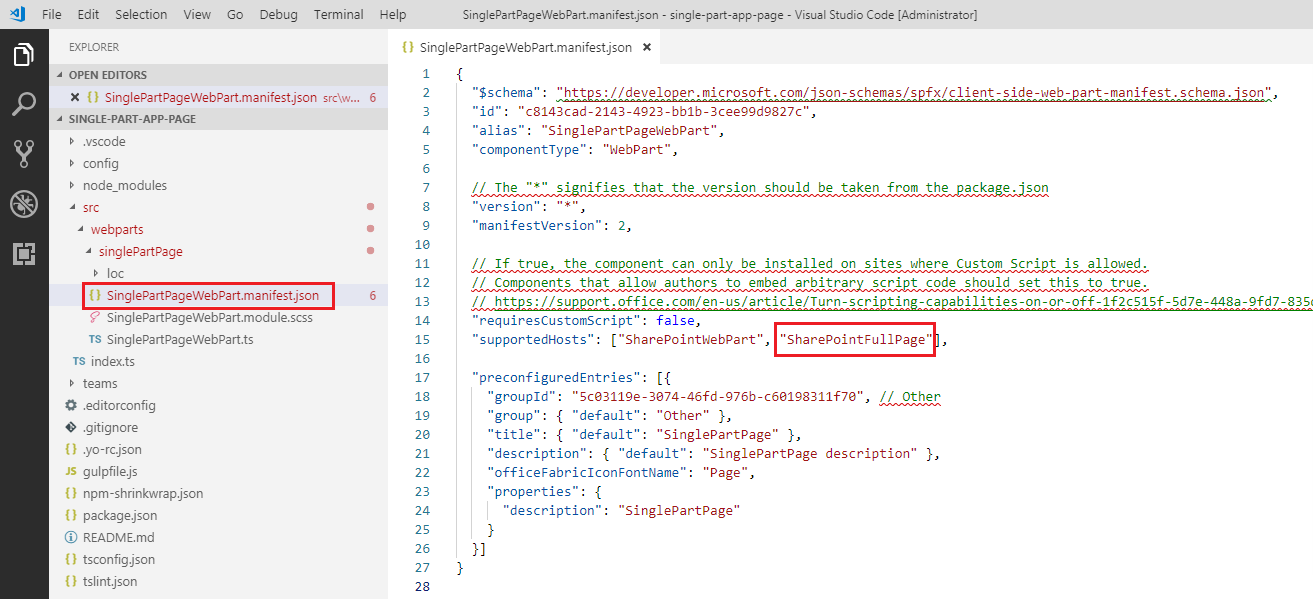 File Edit Selection View Go Debug Terminal Help SinglePartPageWebPart.manifest.json - single-part-app-page - Visual Studio Code [Administrator]
EXPLORER
OPEN EDITORS
{} SinglePartPageWebPart.manifest.json src\w... 6
SINGLE-PART-APP-PAGE
.vscode
config
node_modules
src
webparts
singlePartPage
loc
{} SinglePartPageWebPart.manifest.json 6
SinglePartPageWebPart.module.scss
TS SinglePartPageWebPart.ts
TS index.ts
teams
.editorconfig
.gitignore
{} .yo-rc.json
JS gulpfile.js
{} npm-shrinkwrap.json
{} package.json
README.md
{} tsconfig.json
{} tslint.json
{} SinglePartPageWebPart.manifest.json
1 {
2 "$schema": "https://developer.microsoft.com/json-schemas/spfx/client-side-web-part-manifest.schema.json",
3 "id": "c8143cad-2143-4923-bb1b-3cee99d9827c",
4 "alias": "SinglePartPageWebPart",
5 "componentType": "WebPart",
6
7 // The "*" signifies that the version should be taken from the package.json
8 "version": "*",
9 "manifestVersion": 2,
10
11 // If true, the component can only be installed on sites where Custom Script is allowed.
12 // Components that allow authors to embed arbitrary script code should set this to true.
13 // https://support.office.com/en-us/article/Turn-scripting-capabilities-on-or-off-1f2c515f-5d7e-448a-9fd7-835d
14 "requiresCustomScript": false,
15 "supportedHosts": ["SharePointWebPart", "SharePointFullPage"],
16
17 "preconfiguredEntries": [{
18 "groupId": "5c03119e-3074-46fd-976b-c60198311f70", // Other
19 "group": { "default": "Other" },
20 "title": { "default": "SinglePartPage" },
21 "description": { "default": "SinglePartPage description" },
22 "officeFabricIconFontName": "Page",
23 "properties": {
24 "description": "SinglePartPage"
25 }
26 }]
27 }
28